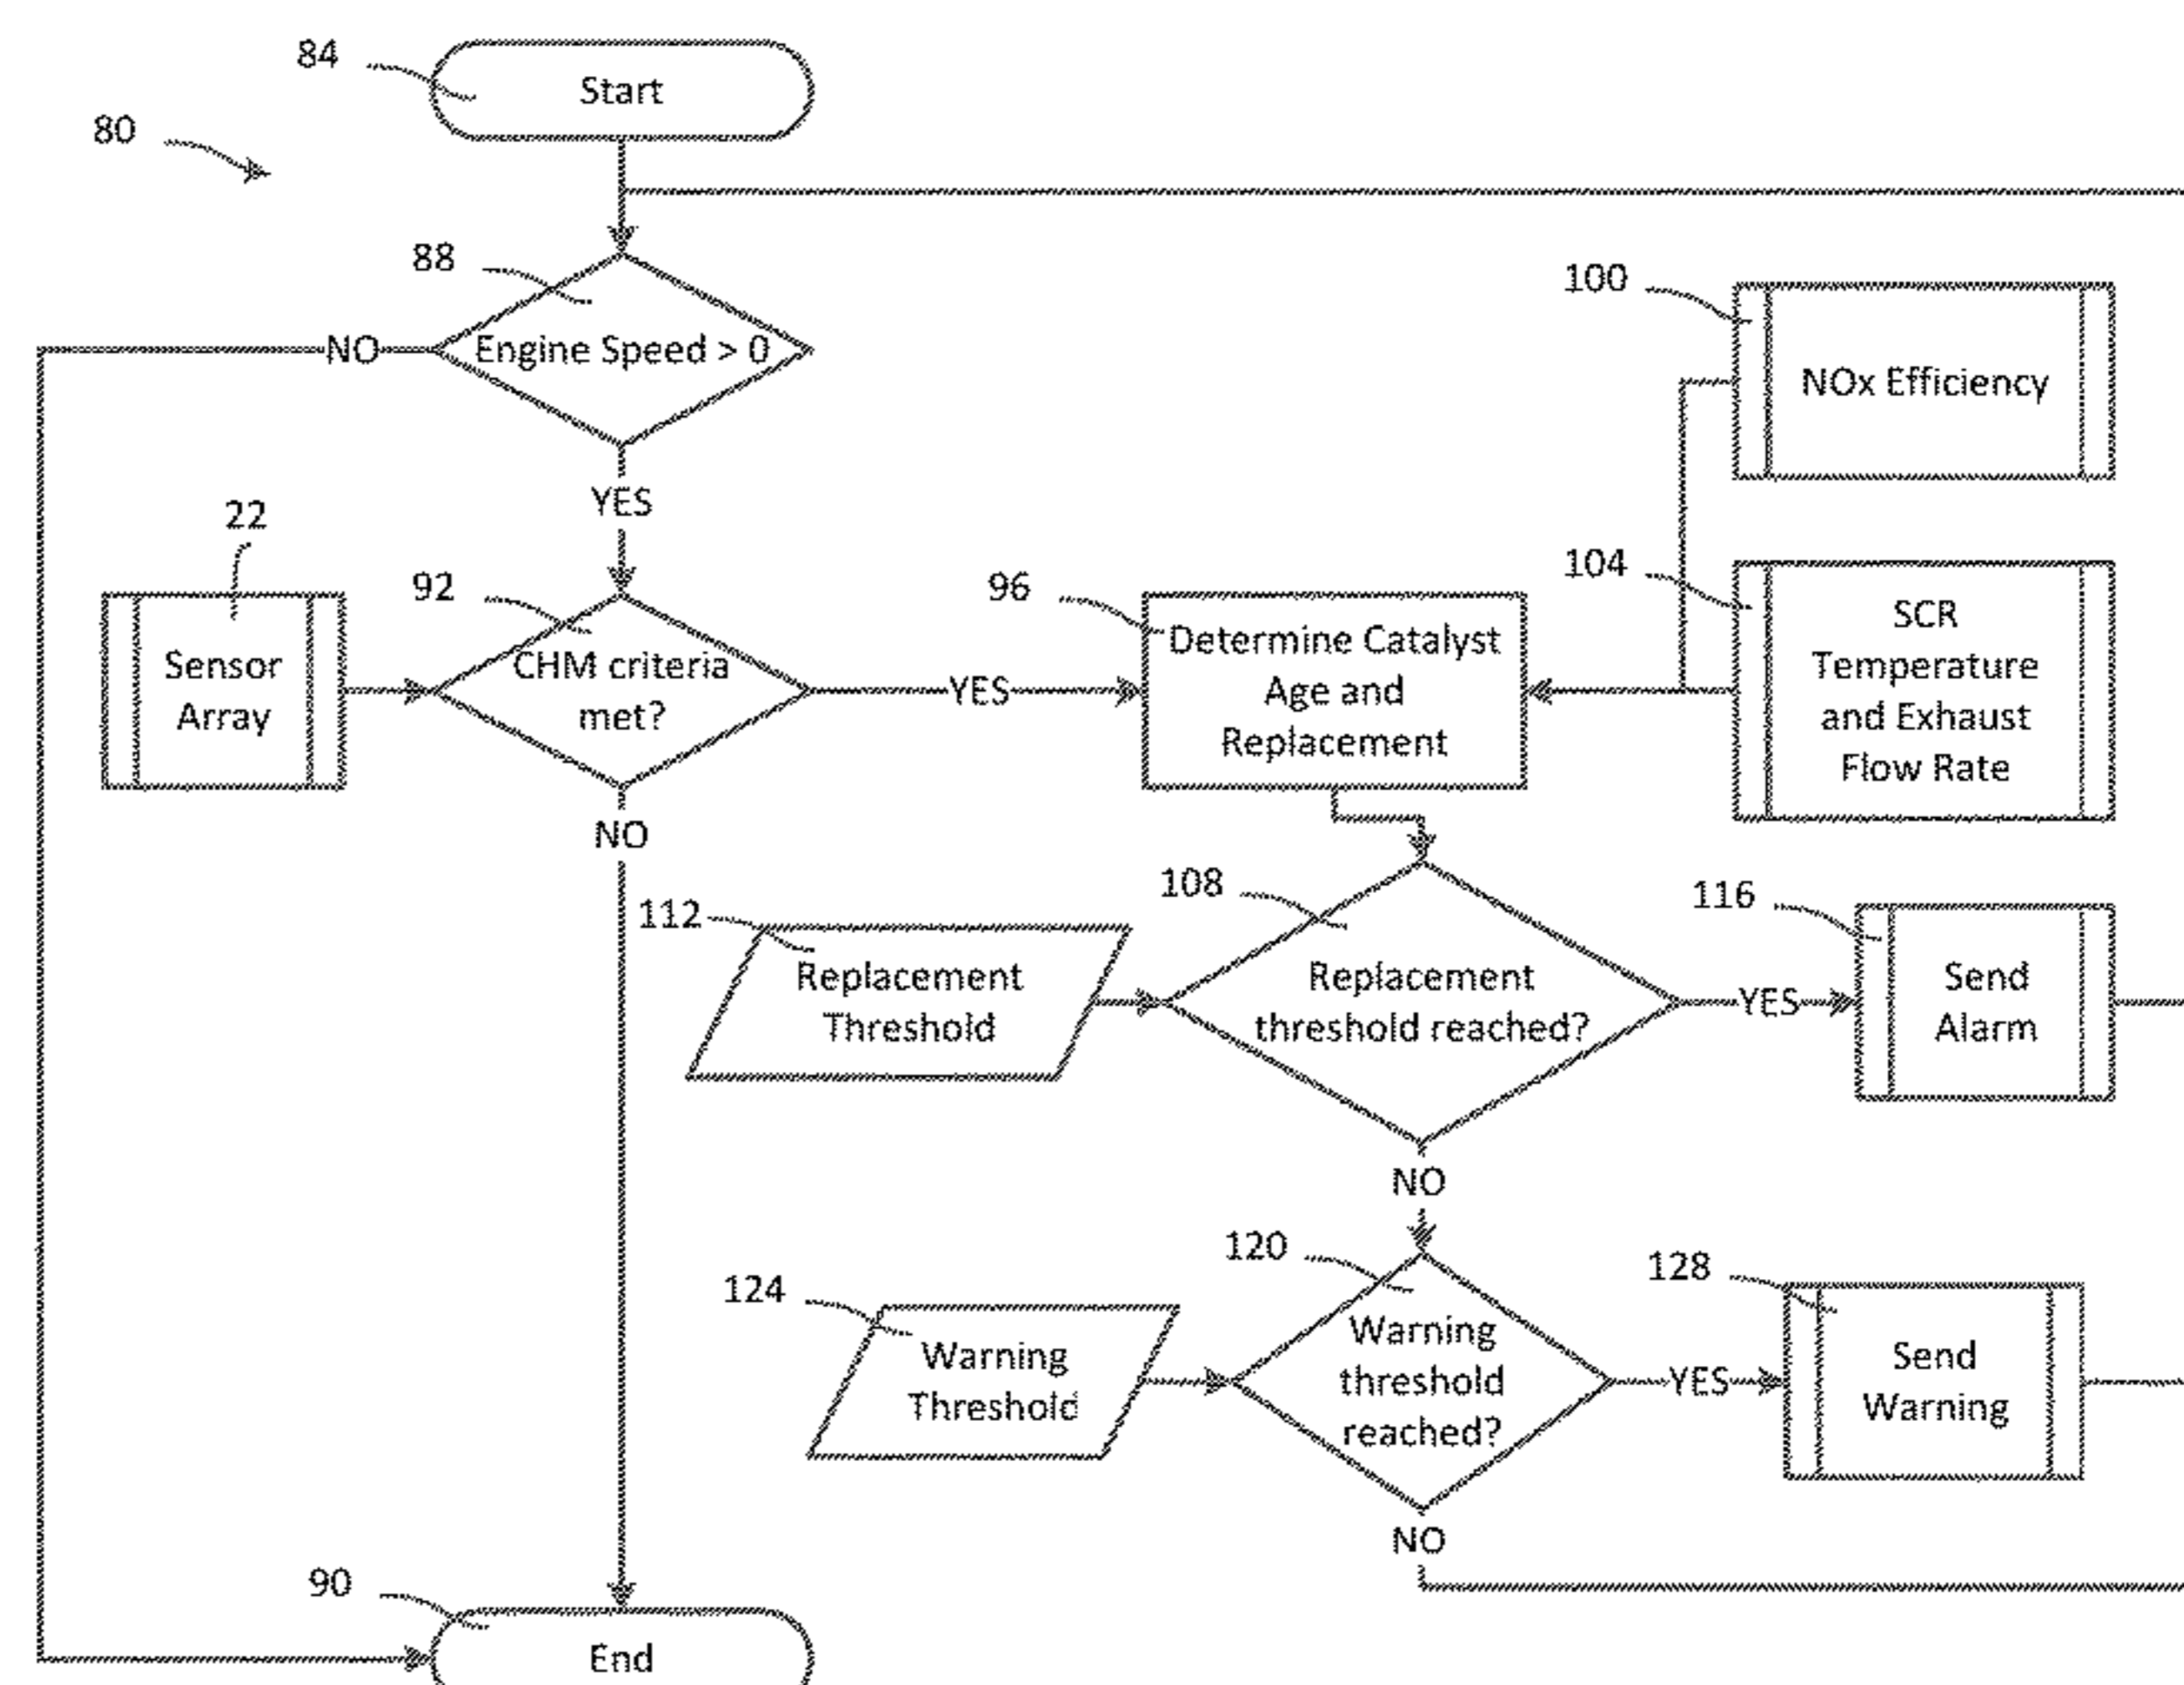 84
Start
80
88
Engine Speed > 0
NO
YES
100
NOx Efficiency
22
Sensor
Array
92
CHM criteria
met?
YES
NO
96
Determine Catalyst
Age and
Replacement
104
SCR
Temperature
and Exhaust
Flow Rate
112
Replacement
Threshold
108
Replacement
threshold reached?
YES
116
Send
Alarm
NO
124
Warning
Threshold
120
Warning
threshold
reached?
YES
128
Send
Warning
NO
90
End